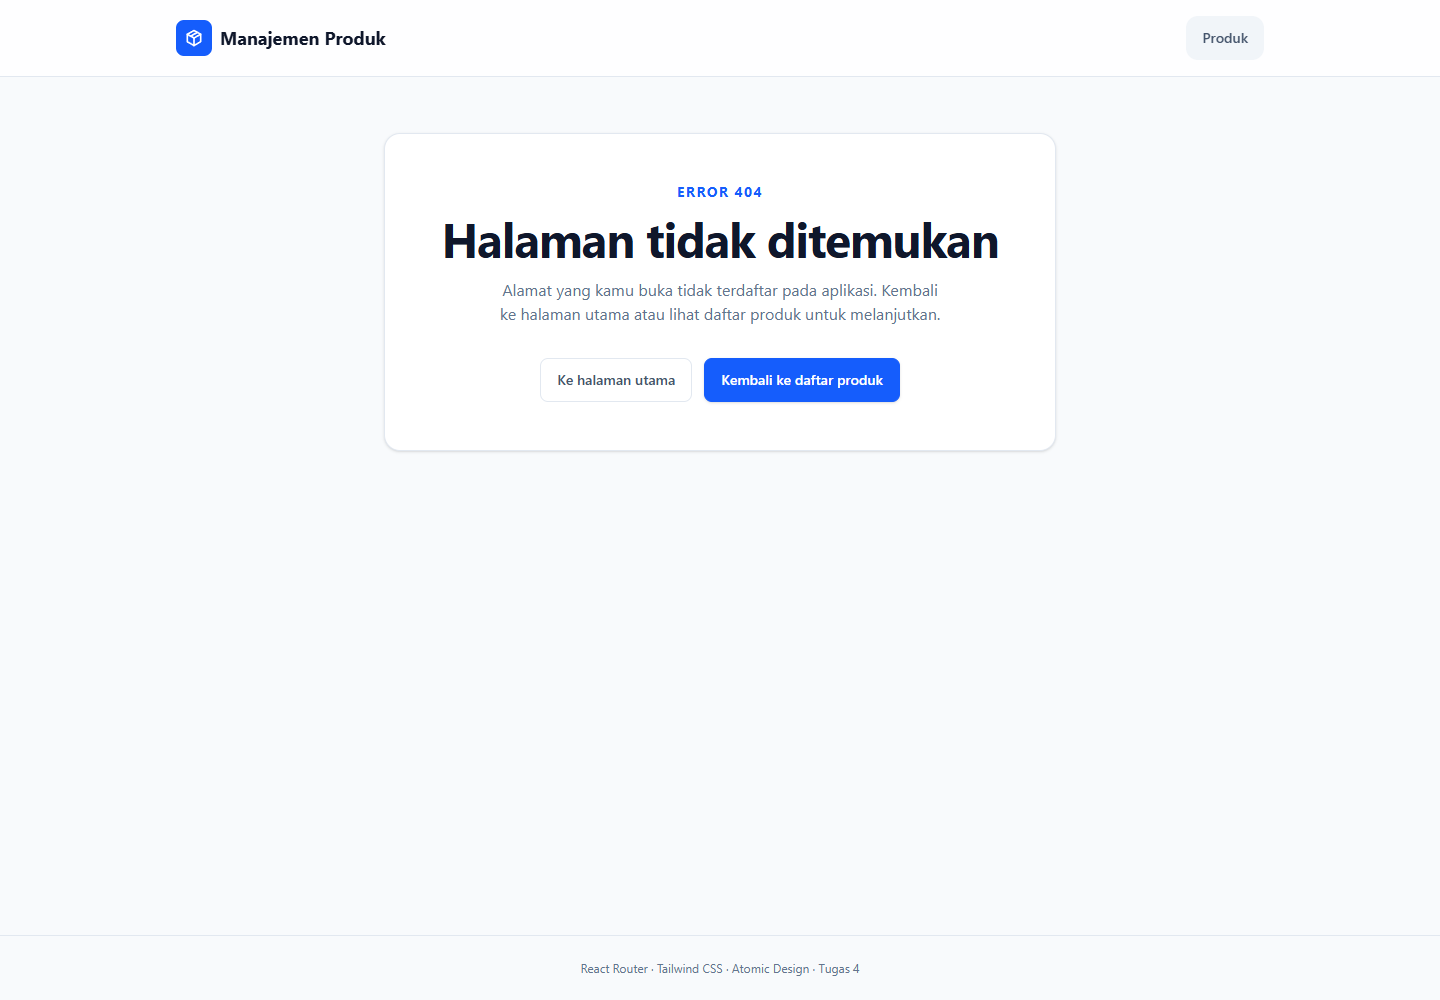 Manajemen Produk
Produk
ERROR 404
Halaman tidak ditemukan
Alamat yang kamu buka tidak terdaftar pada aplikasi. Kembali
ke halaman utama atau lihat daftar produk untuk melanjutkan.
Ke halaman utama
Kembali ke daftar produk
React Router · Tailwind CSS · Atomic Design · Tugas 4